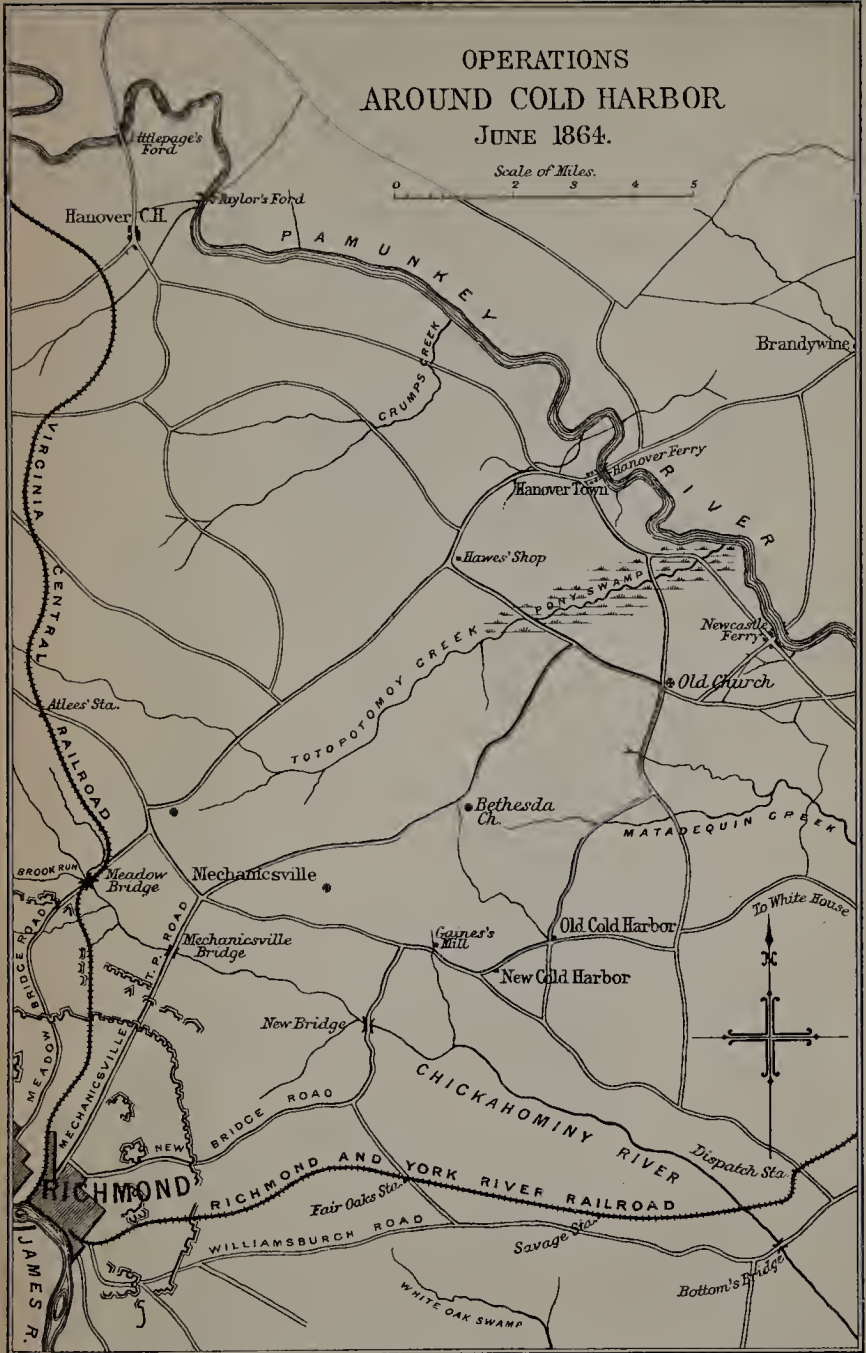 OPERATIONS
AROUND COLD HARBOR
JUNE 1864.
Scale of Miles.
0 2 3 4 5
ittlepage's
Ford
Taylor's Ford
Hanover C.H.
PAMUNKEY
RIVER
CRUMPS CREEK
Brandywine
Hanover Ferry
Hanover Town
VIRGINIA CENTRAL RAILROAD
Hawes' Shop
PONY SWAMP
TOTOPOTOMOY CREEK
Newcastle
Ferry
Old Church
Atlees' Sta.
Bethesda
Ch.
MATADEQUIN CREEK
BROOK RUN
Meadow
Bridge
Mechanicsville
To White House
MEADOW BRIDGE ROAD
MECHANICSVILLE T.P. ROAD
Mechanicsville
Bridge
Gaines's
Mill
Old Cold Harbor
New Cold Harbor
New Bridge
CHICKAHOMINY RIVER
NEW BRIDGE ROAD
Dispatch Sta.
RICHMOND
RICHMOND AND YORK RIVER RAILROAD
Fair Oaks Sta.
WILLIAMSBURCH ROAD
Savage Sta.
Bottom's Bridge
JAMES R.
WHITE OAK SWAMP